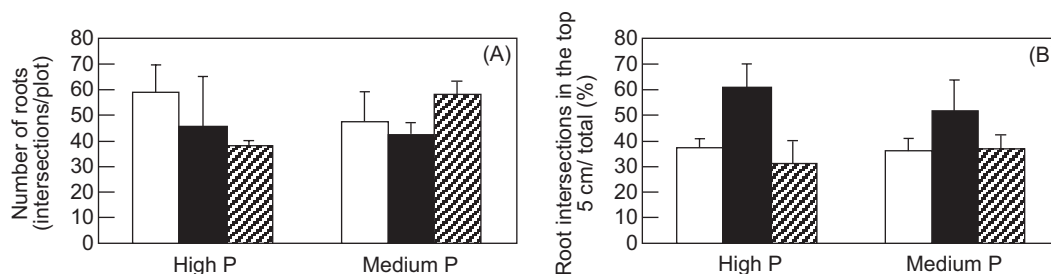 Number of roots
(intersections/plot)
80
70
60
50
40
30
20
10
0
(A)
High P
Medium P
Root intersections in the top
5 cm/ total (%)
80
70
60
50
40
30
20
10
0
(B
High P
Medium P